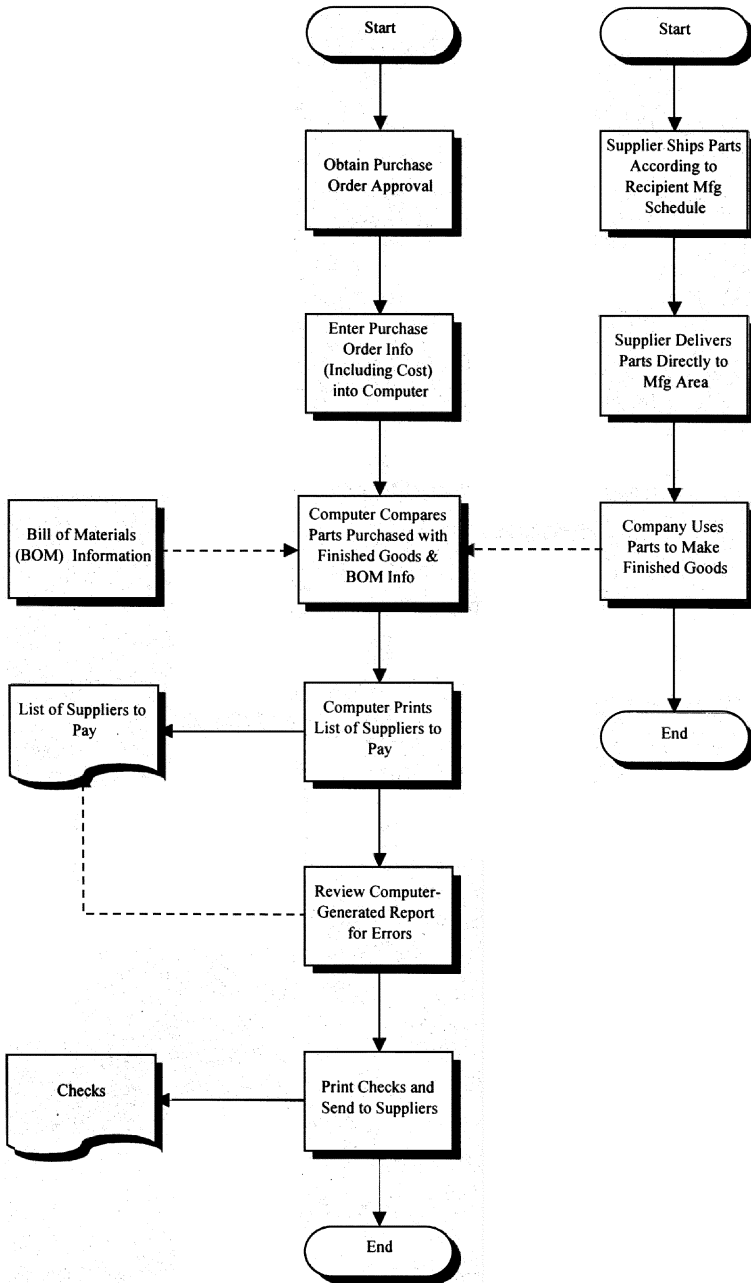 Start
Obtain Purchase
Order Approval
Enter Purchase
Order Info
(Including Cost)
into Computer
Bill of Materials
(BOM) Information
Computer Compares
Parts Purchased with
Finished Goods &
BOM Info
List of Suppliers to
Pay
Computer Prints
List of Suppliers to
Pay
Review Computer-
Generated Report
for Errors
Checks
Print Checks and
Send to Suppliers
End
Start
Supplier Ships Parts
According to
Recipient Mfg
Schedule
Supplier Delivers
Parts Directly to
Mfg Area
Company Uses
Parts to Make
Finished Goods
End